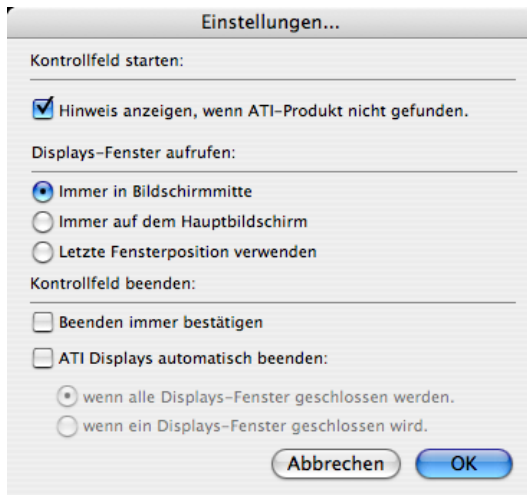 Einstellungen...
Kontrollfeld starten:
Hinweis anzeigen, wenn ATI-Produkt nicht gefunden.
Displays-Fenster aufrufen:
Immer in Bildschirmmitte
Immer auf dem Hauptbildschirm
Letzte Fensterposition verwenden
Kontrollfeld beenden:
Beenden immer bestätigen
ATI Displays automatisch beenden:
wenn alle Displays-Fenster geschlossen werden.
wenn ein Displays-Fenster geschlossen wird.
Abbrechen OK